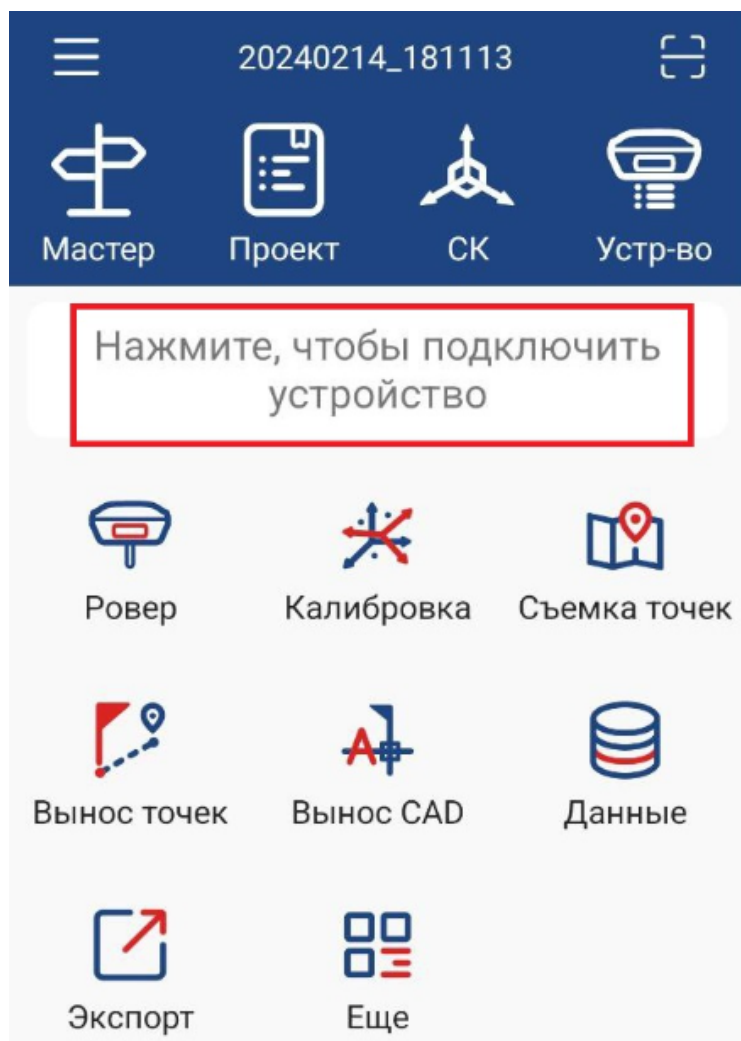 20240214_181113
Мастер
Проект
СК
Устр-во
Нажмите, чтобы подключить
устройство
Ровер
Калибровка
Съемка точек
Вынос точек
Вынос CAD
Данные
Экспорт
Еще